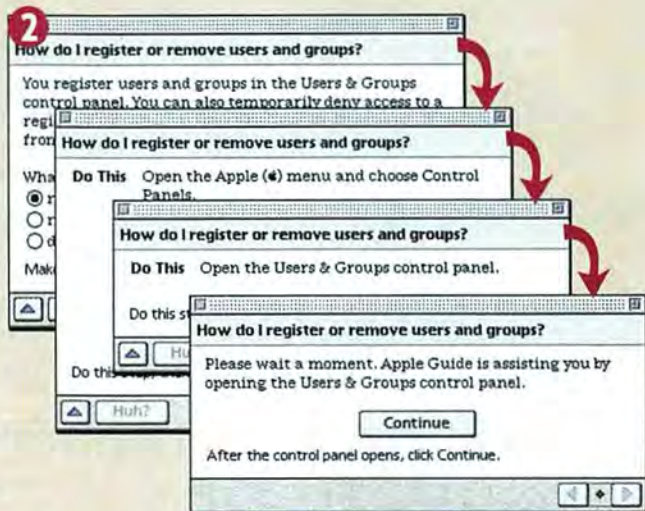 2
How do I register or remove users and groups?
You register users and groups in the Users & Groups
control panel. You can also temporarily deny access to a
How do I register or remove users and groups?
Do This Open the Apple () menu and choose Control
Panels.
How do I register or remove users and groups?
Do This Open the Users & Groups control panel.
Do this
How do I register or remove users and groups?
Please wait a moment. Apple Guide is assisting you by
opening the Users & Groups control panel.
Continue
After the control panel opens, click Continue.
Do this
Huh?